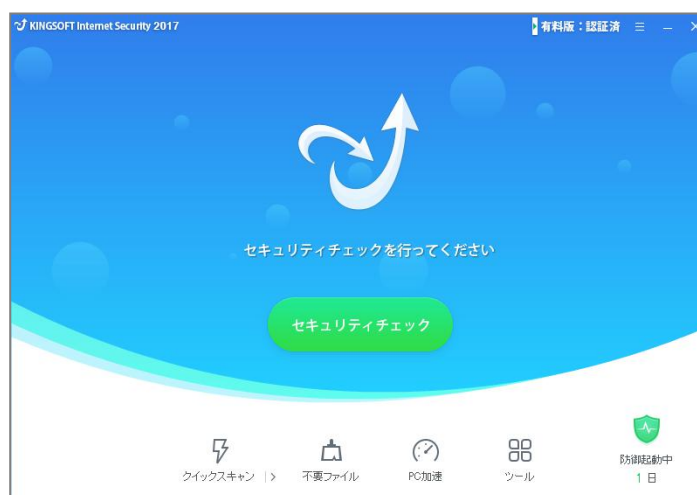 KINGSOFT Internet Security 2017
有料版：認証済
セキュリティチェックを行ってください
セキュリティチェック
クイックスキャン
不要ファイル
PC加速
ツール
防御起動中
1 日